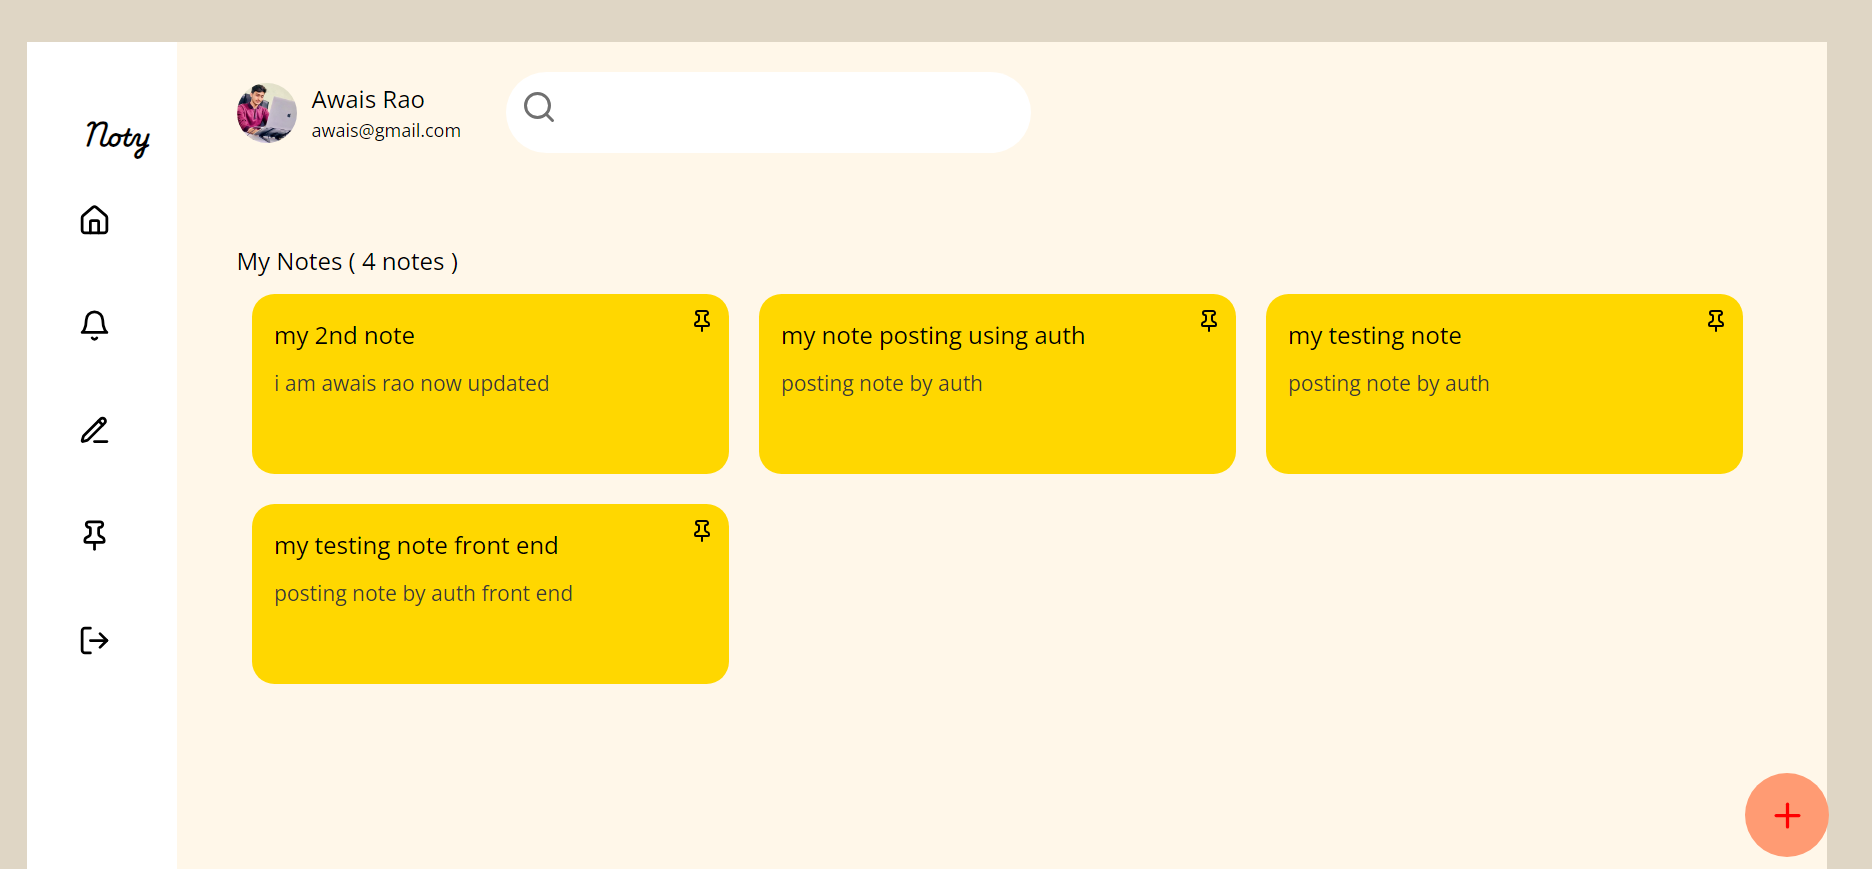 Noty
Awais Rao
awais@gmail.com
My Notes ( 4 notes )
my 2nd note
i am awais rao now updated
my note posting using auth
posting note by auth
my testing note
posting note by auth
my testing note front end
posting note by auth front end